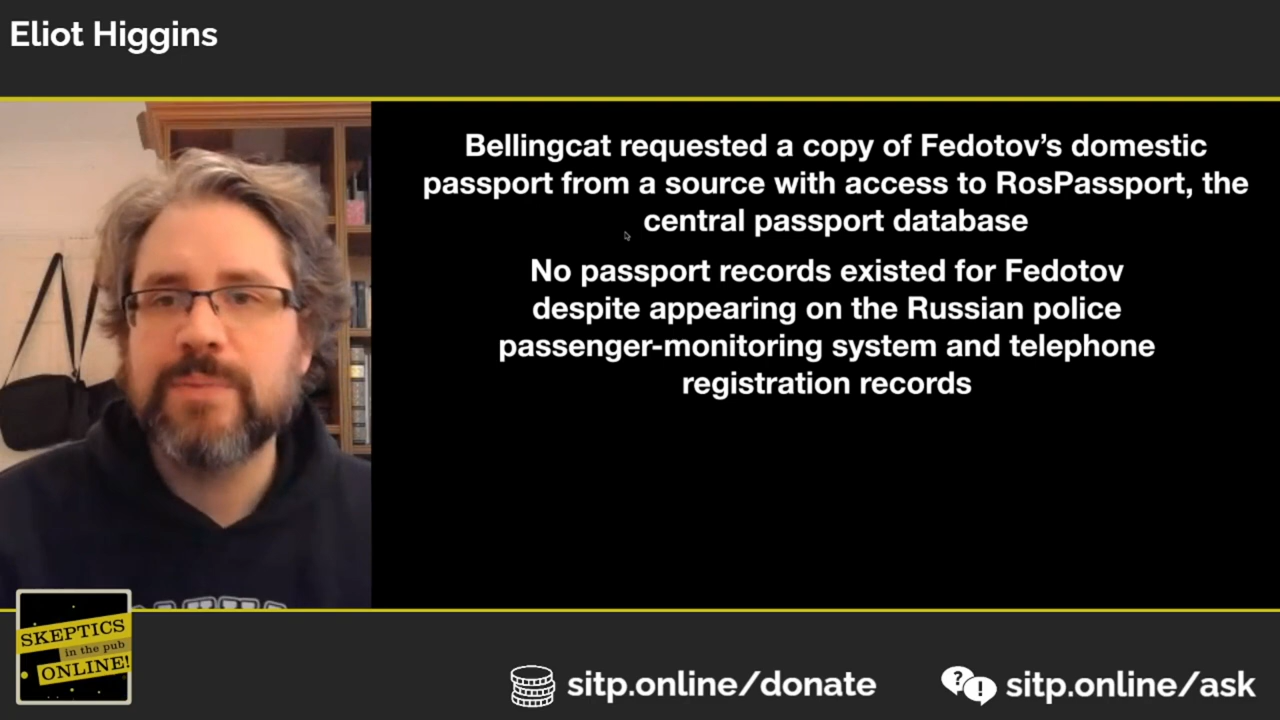 Eliot Higgins
Bellingcat requested a copy of Fedotov’s domestic
passport from a source with access to RosPassport, the
central passport database
No passport records existed for Fedotov
despite appearing on the Russian police
passenger-monitoring system and telephone
registration records
SKEPTICS
in the pub
ONLINE!
sitp.online/donate
? !
sitp.online/ask